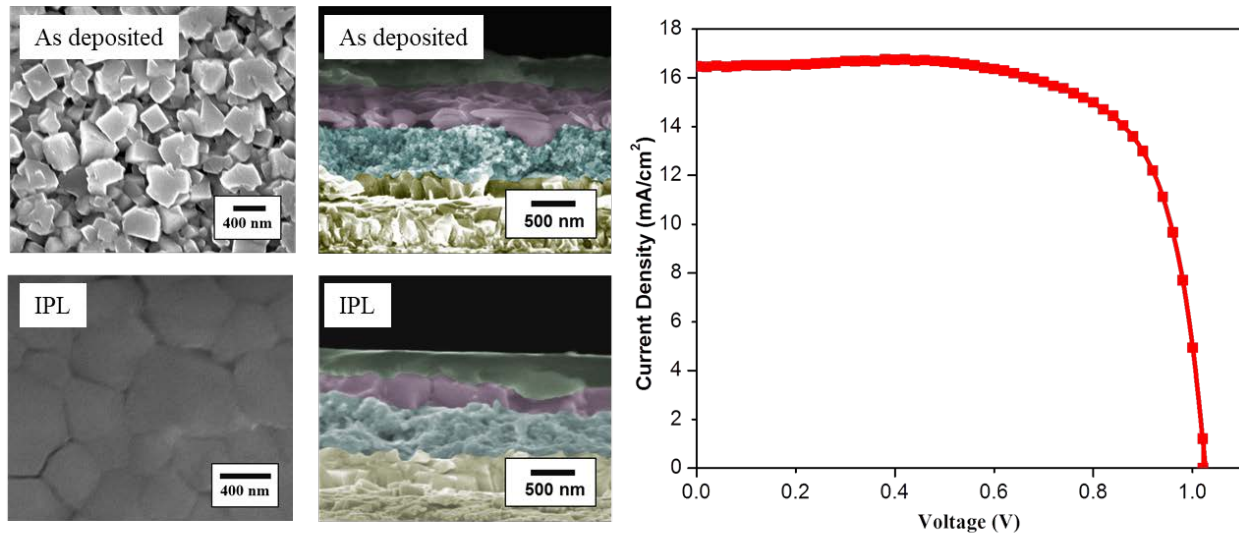 As deposited
400 nm
As deposited
500 nm
IPL
400 nm
IPL
500 nm
18
16
14
12
10
8
6
4
2
0
Current Density (mA/cm²)
0.0 0.2 0.4 0.6 0.8 1.0
Voltage (V)